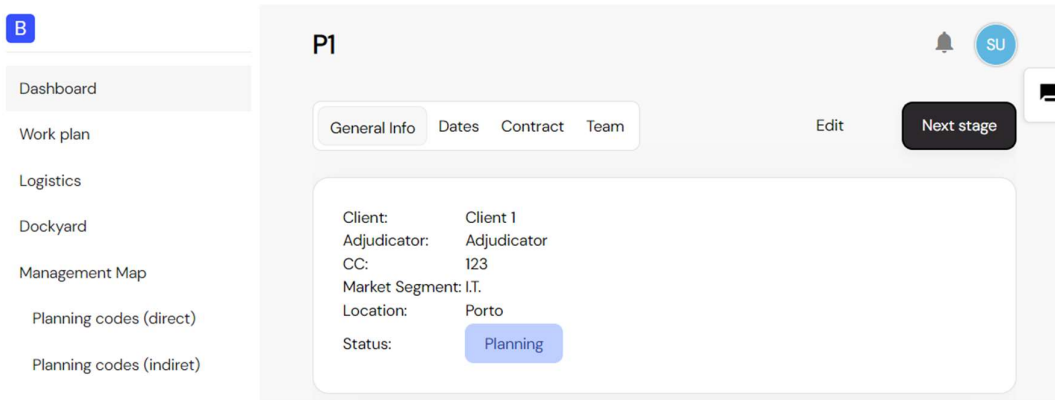 B
Dashboard
Work plan
Logistics
Dockyard
Management Map
Planning codes (direct)
Planning codes (indiret)
P1
SU
General Info Dates Contract Team
Edit
Next stage
Client: Client 1
Adjudicator: Adjudicator
CC: 123
Market Segment: I.T.
Location: Porto
Status: Planning